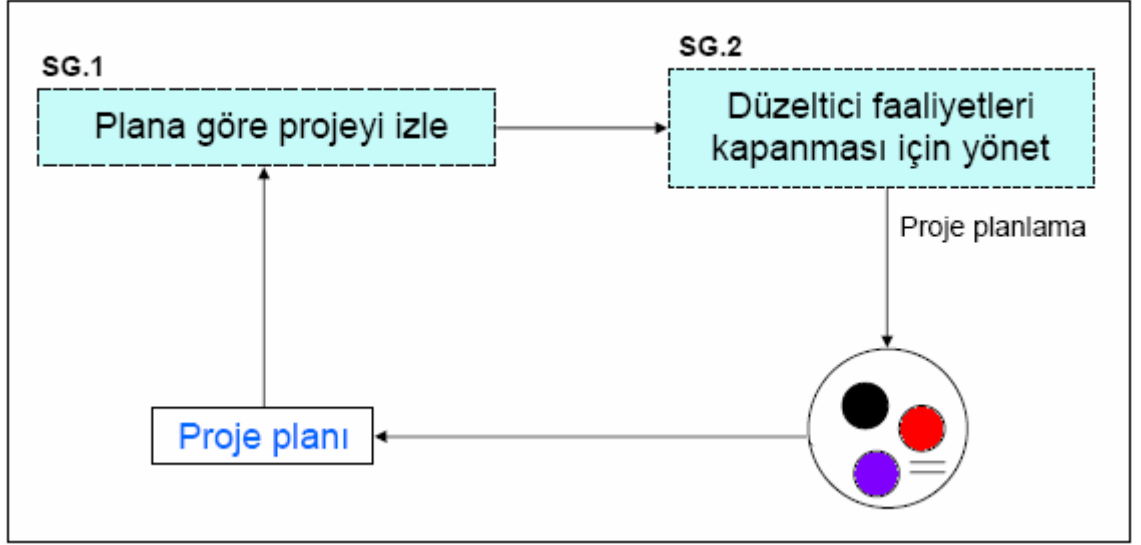 SG.1
Plana göre projeyi izle
SG.2
Düzeltici faaliyetleri
kapanması için yönet
Proje planlama
Proje planı